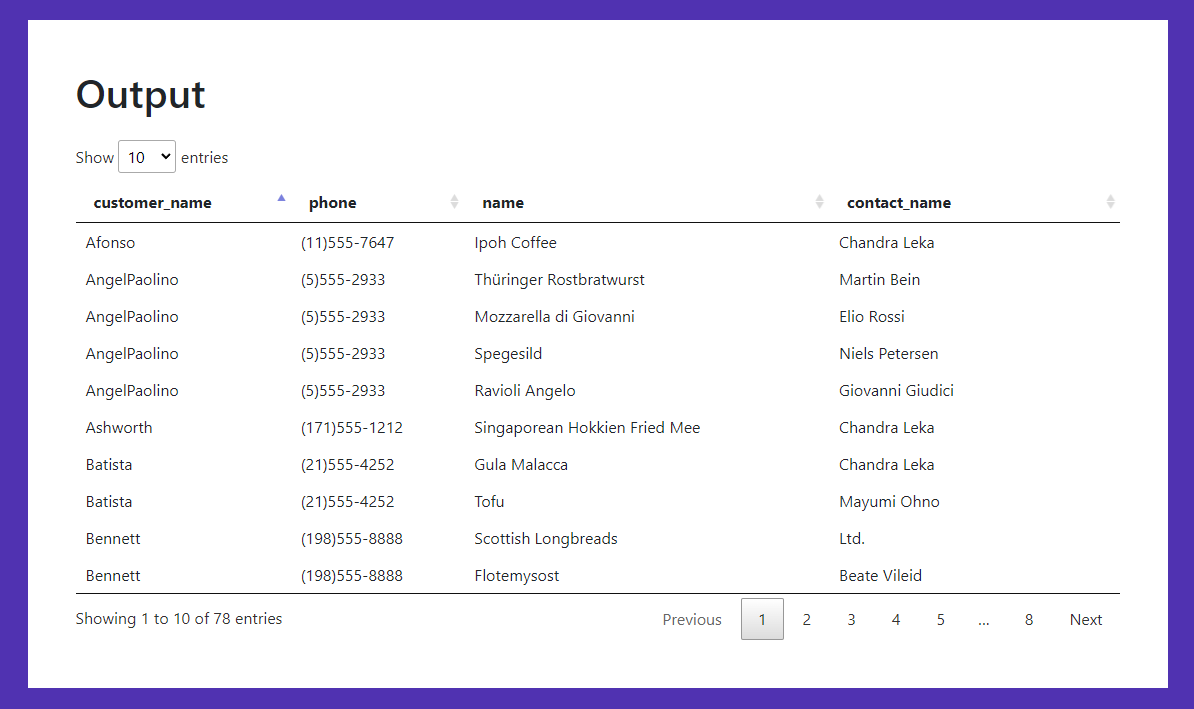 Output
Show 10 entries
customer_name phone name contact_name
Afonso (11)555-7647 Ipoh Coffee Chandra Leka
AngelPaolino (5)555-2933 Thüringer Rostbratwurst Martin Bein
AngelPaolino (5)555-2933 Mozzarella di Giovanni Elio Rossi
AngelPaolino (5)555-2933 Spegesild Niels Petersen
AngelPaolino (5)555-2933 Ravioli Angelo Giovanni Giudici
Ashworth (171)555-1212 Singaporean Hokkien Fried Mee Chandra Leka
Batista (21)555-4252 Gula Malacca Chandra Leka
Batista (21)555-4252 Tofu Mayumi Ohno
Bennett (198)555-8888 Scottish Longbreads Ltd.
Bennett (198)555-8888 Flotemysost Beate Vileid
Showing 1 to 10 of 78 entries Previous 1 2 3 4 5 … 8 Next